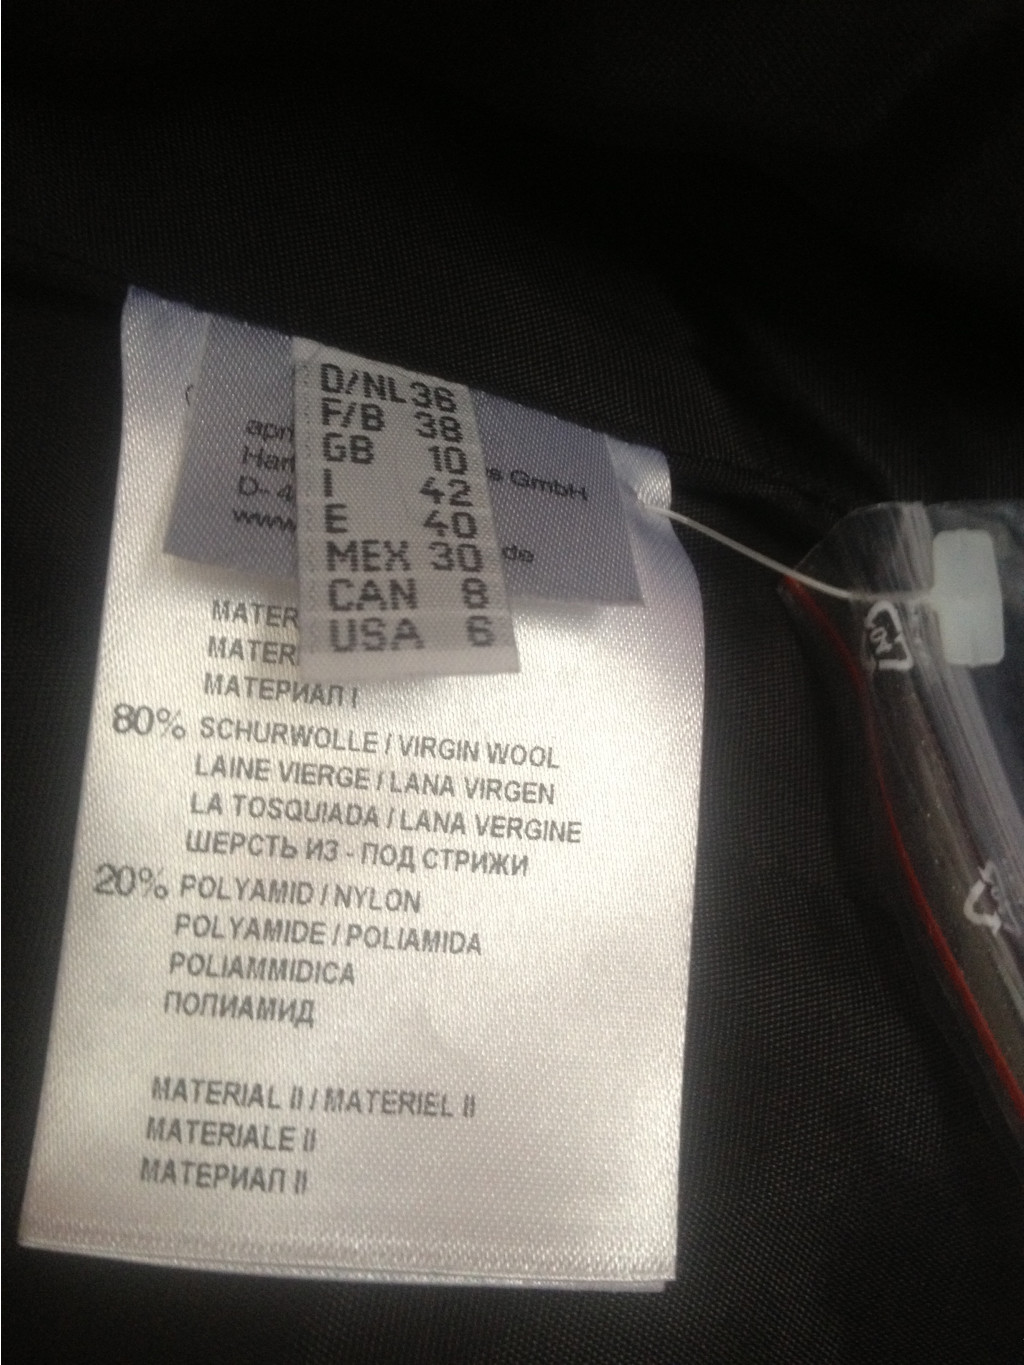 D/NL 36
F/B 38
GB 10
I 42
E 40
MEX 30
CAN 8
USA 6
GmbH
D-
de
МАТЕРИАЛ I
80% SCHURWOLLE / VIRGIN WOOL
LAINE VIERGE / LANA VIRGEN
LA TOSQUIADA / LANA VERGINE
ШЕРСТЬ ИЗ - ПОД СТРИЖИ
20% POLYAMID / NYLON
POLYAMIDE / POLIAMIDA
POLIAMMIDICA
ПОЛИАМИД
MATERIAL II / MATERIEL II
MATERIALE II
МАТЕРИАЛ II